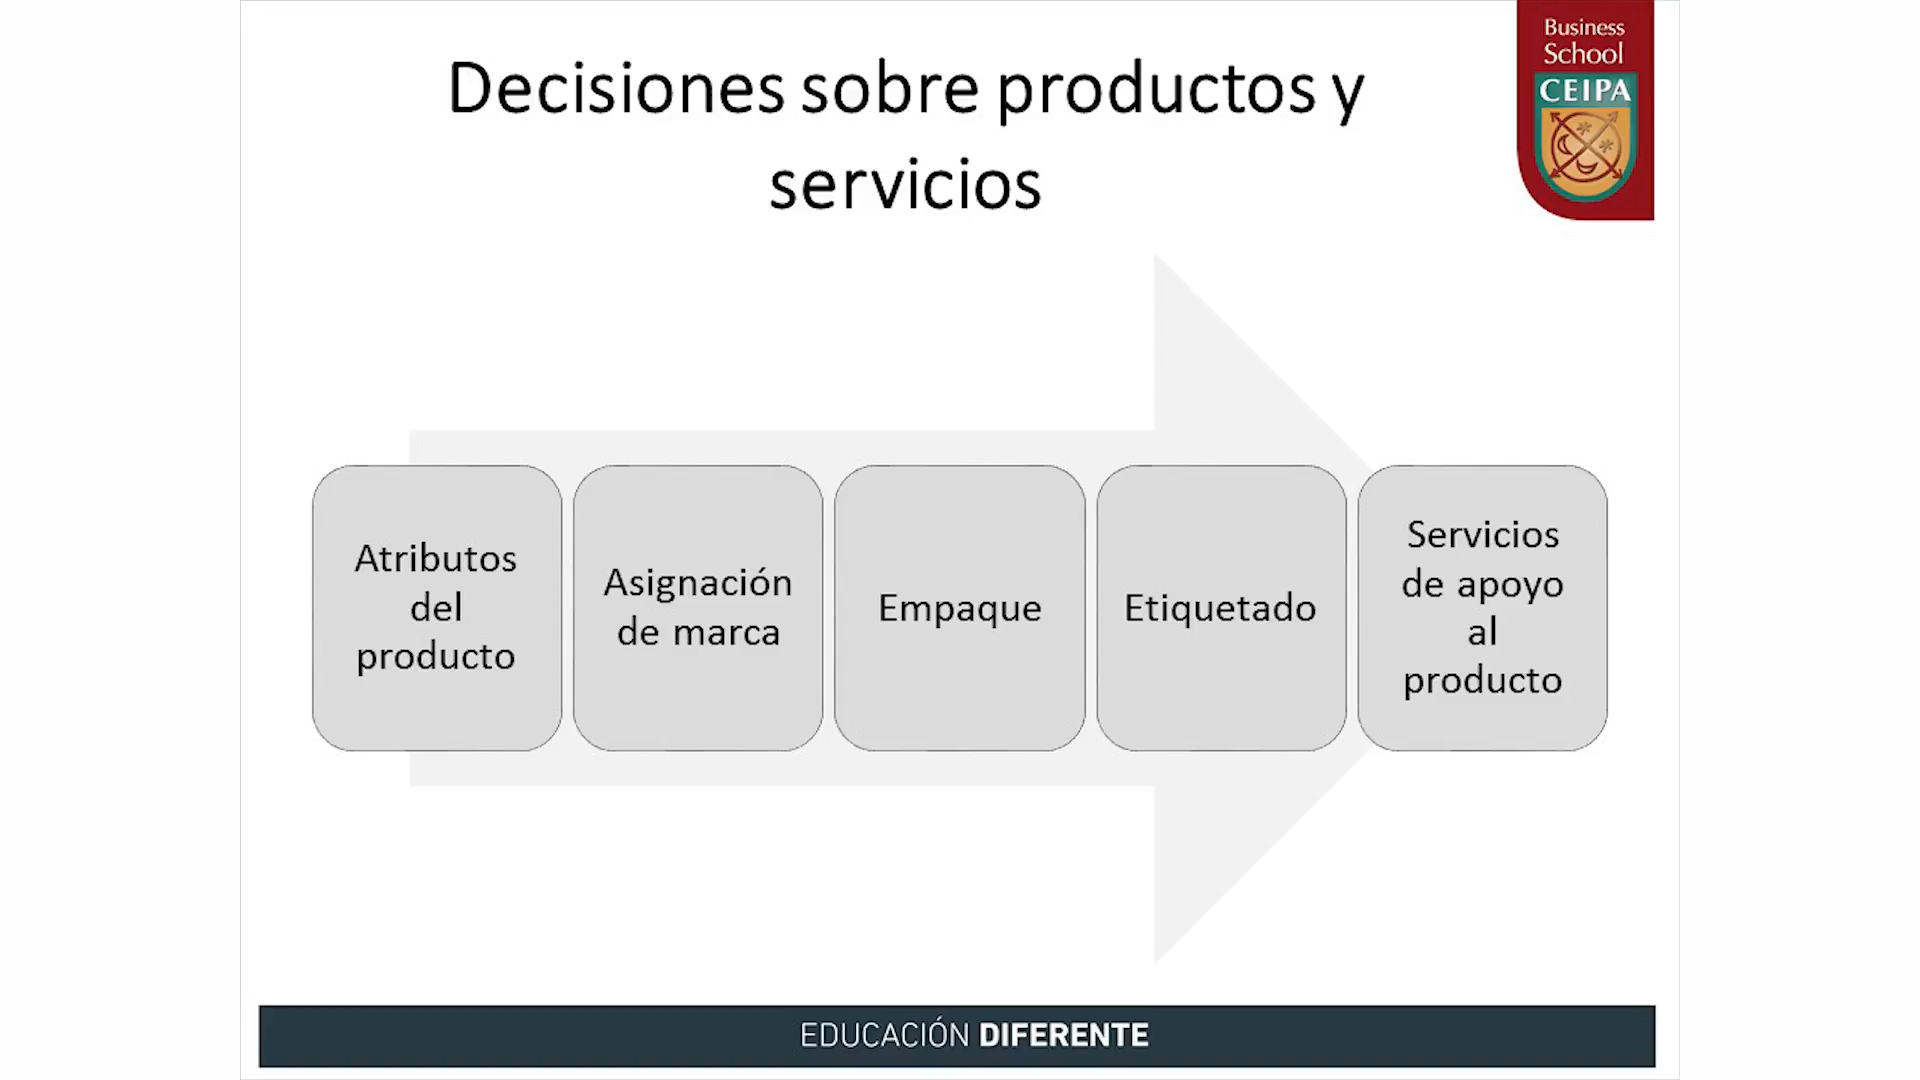 Business
School
CEIPA
Decisiones sobre productos y
servicios
Atributos
del
producto
Asignación
de marca
Empaque
Etiquetado
Servicios
de apoyo
al
producto
EDUCACIÓN DIFERENTE